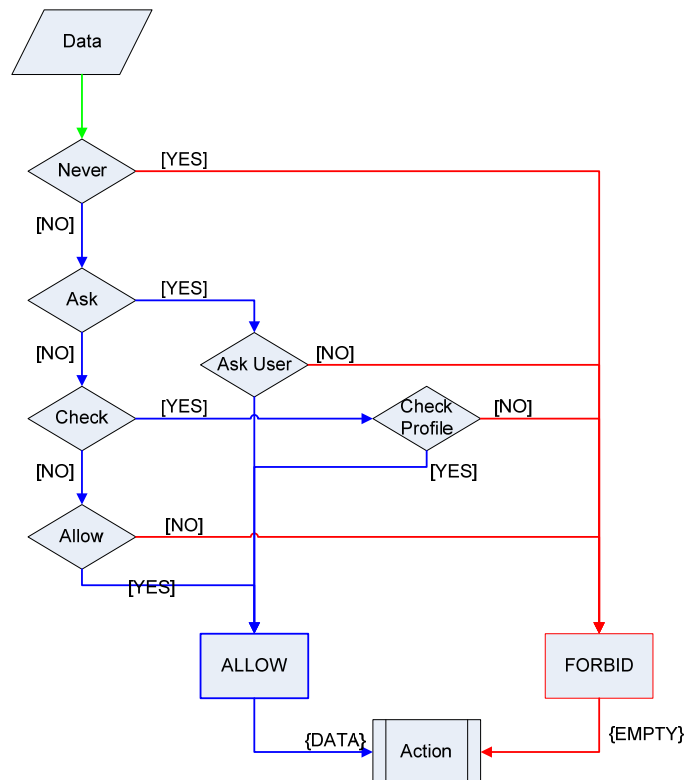 Data
Never
[YES]
[NO]
Ask
[YES]
[NO]
Ask User
[NO]
Check
[YES]
Check
Profile
[NO]
[NO]
[YES]
Allow
[NO]
[YES]
ALLOW
FORBID
{DATA}
Action
{EMPTY}